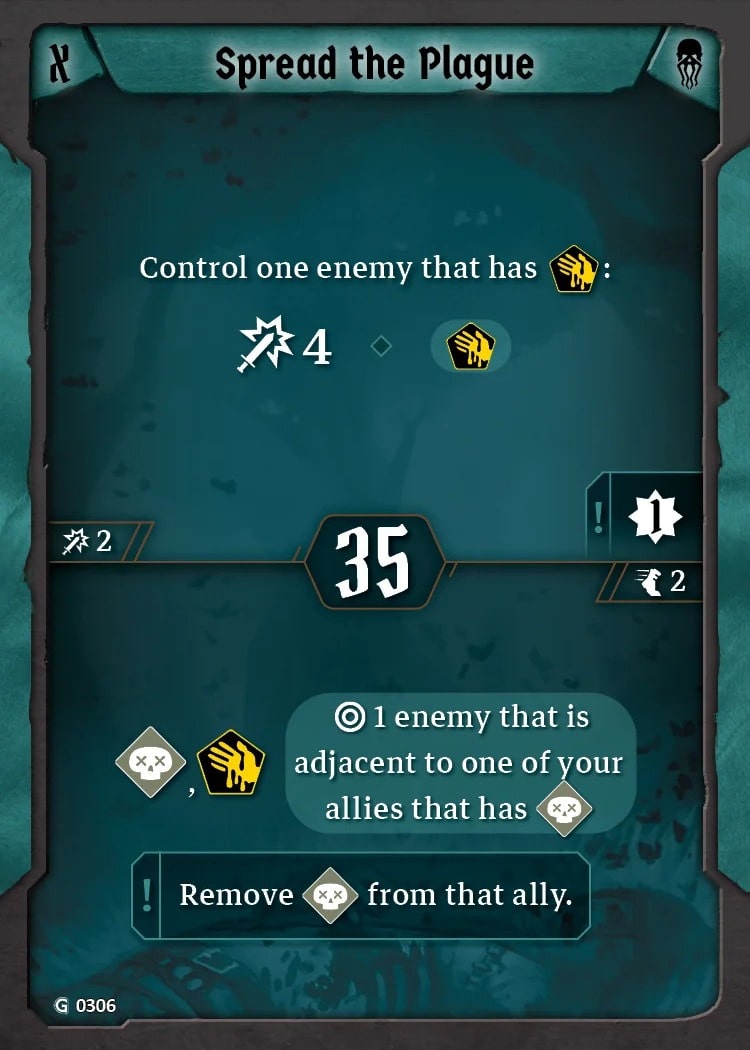 X
Spread the Plague
Control one enemy that has :
4
2
! 1
35
2
, 1 enemy that is
adjacent to one of your
allies that has
! Remove from that ally.
G 0306